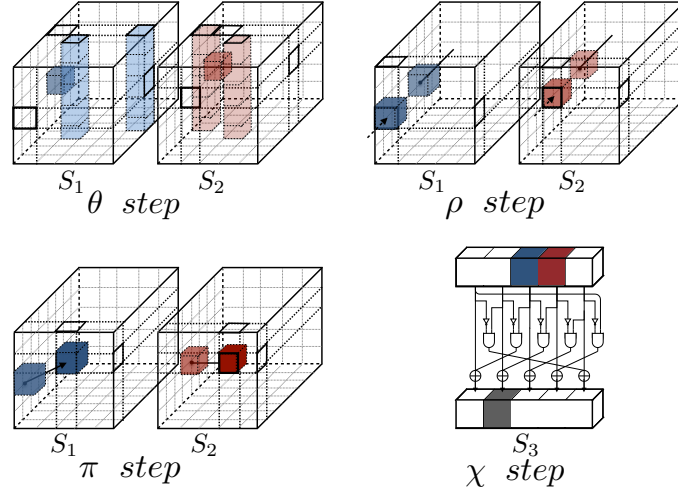 S₁ S₂
θ step
S₁ S₂
ρ step
S₁ S₂
π step
S₃
χ step